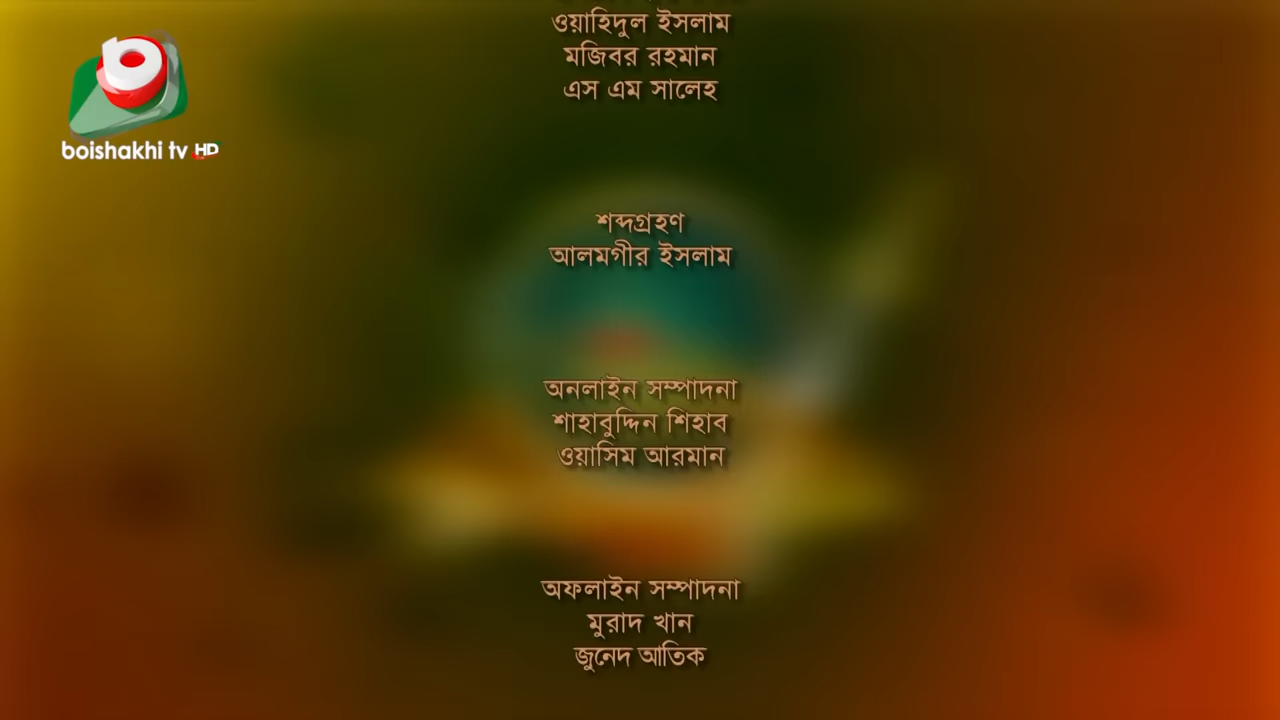 ওয়াহিদুল ইসলাম
মজিবর রহমান
এস এম সালেহ
boishakhi tv HD
শব্দগ্রহণ
আলমগীর ইসলাম
অনলাইন সম্পাদনা
শাহাবুদ্দিন শিহাব
ওয়াসিম আরমান
অফলাইন সম্পাদনা
মুরাদ খান
জুনেদ আতিক